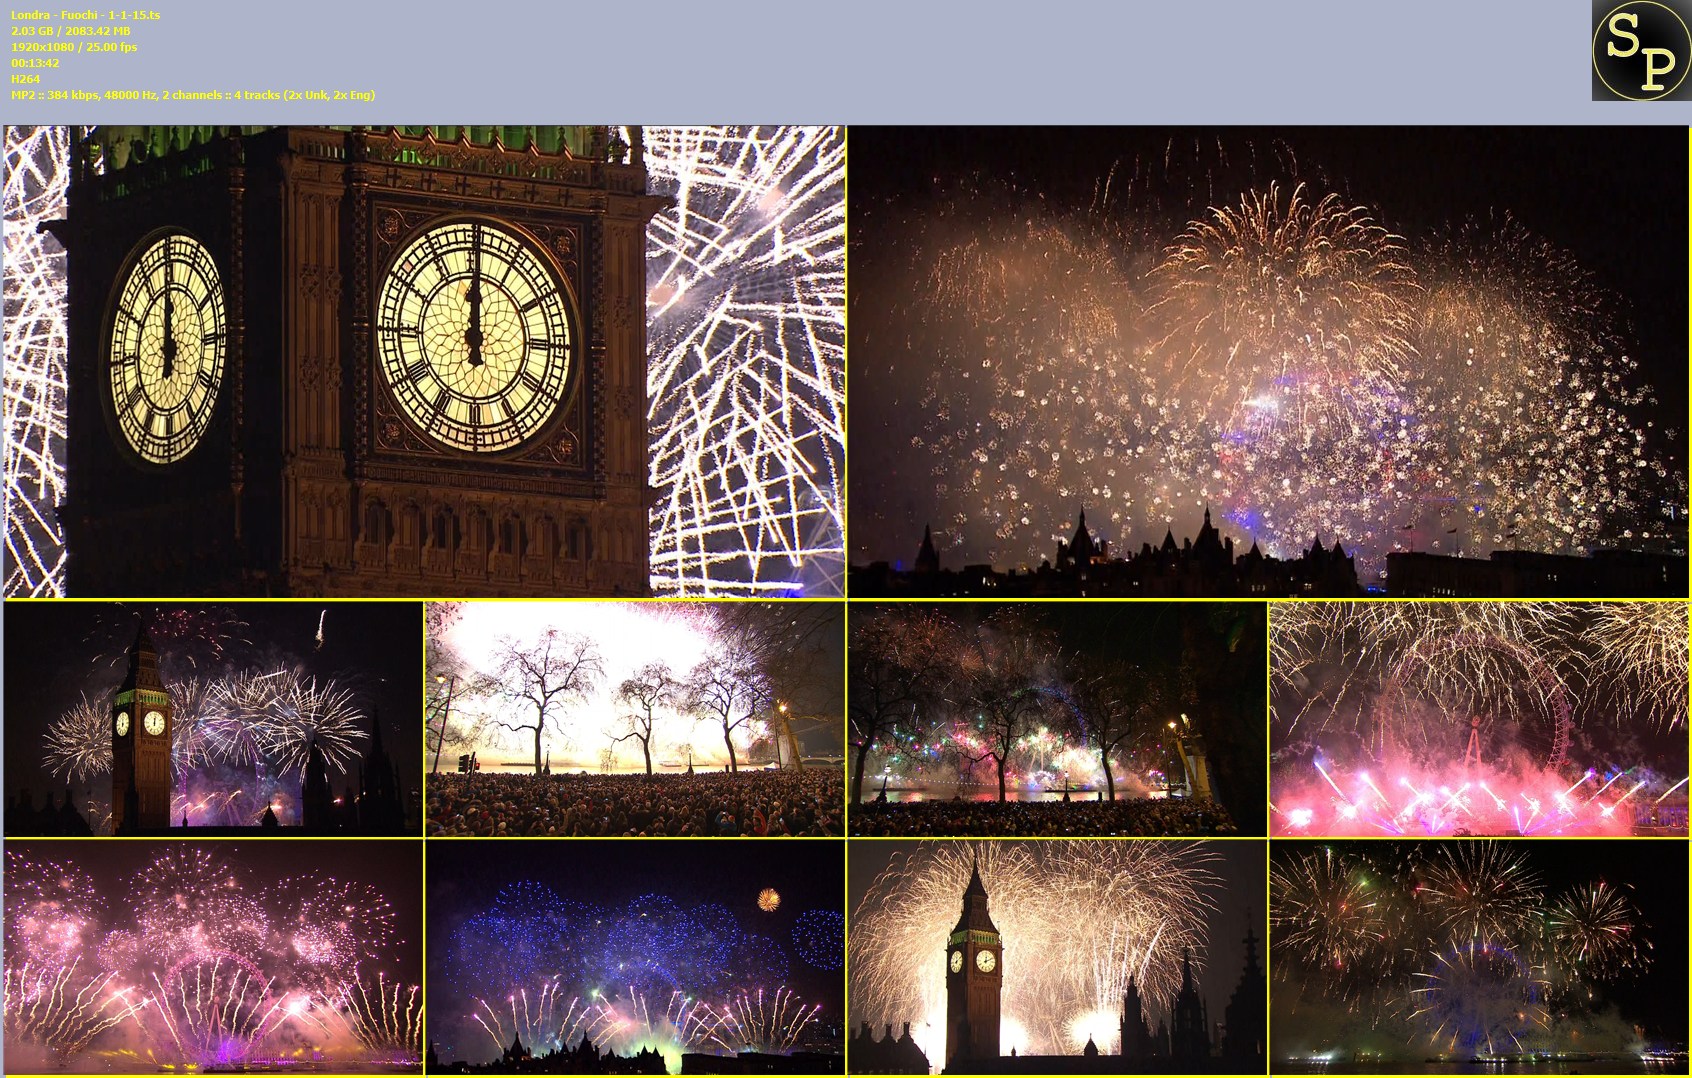 Londra - Fuochi - 1-1-15.ts
2.03 GB / 2083.42 MB
1920x1080 / 25.00 fps
00:13:42
H264
MP2 :: 384 kbps, 48000 Hz, 2 channels :: 4 tracks (2x Unk, 2x Eng)
SP